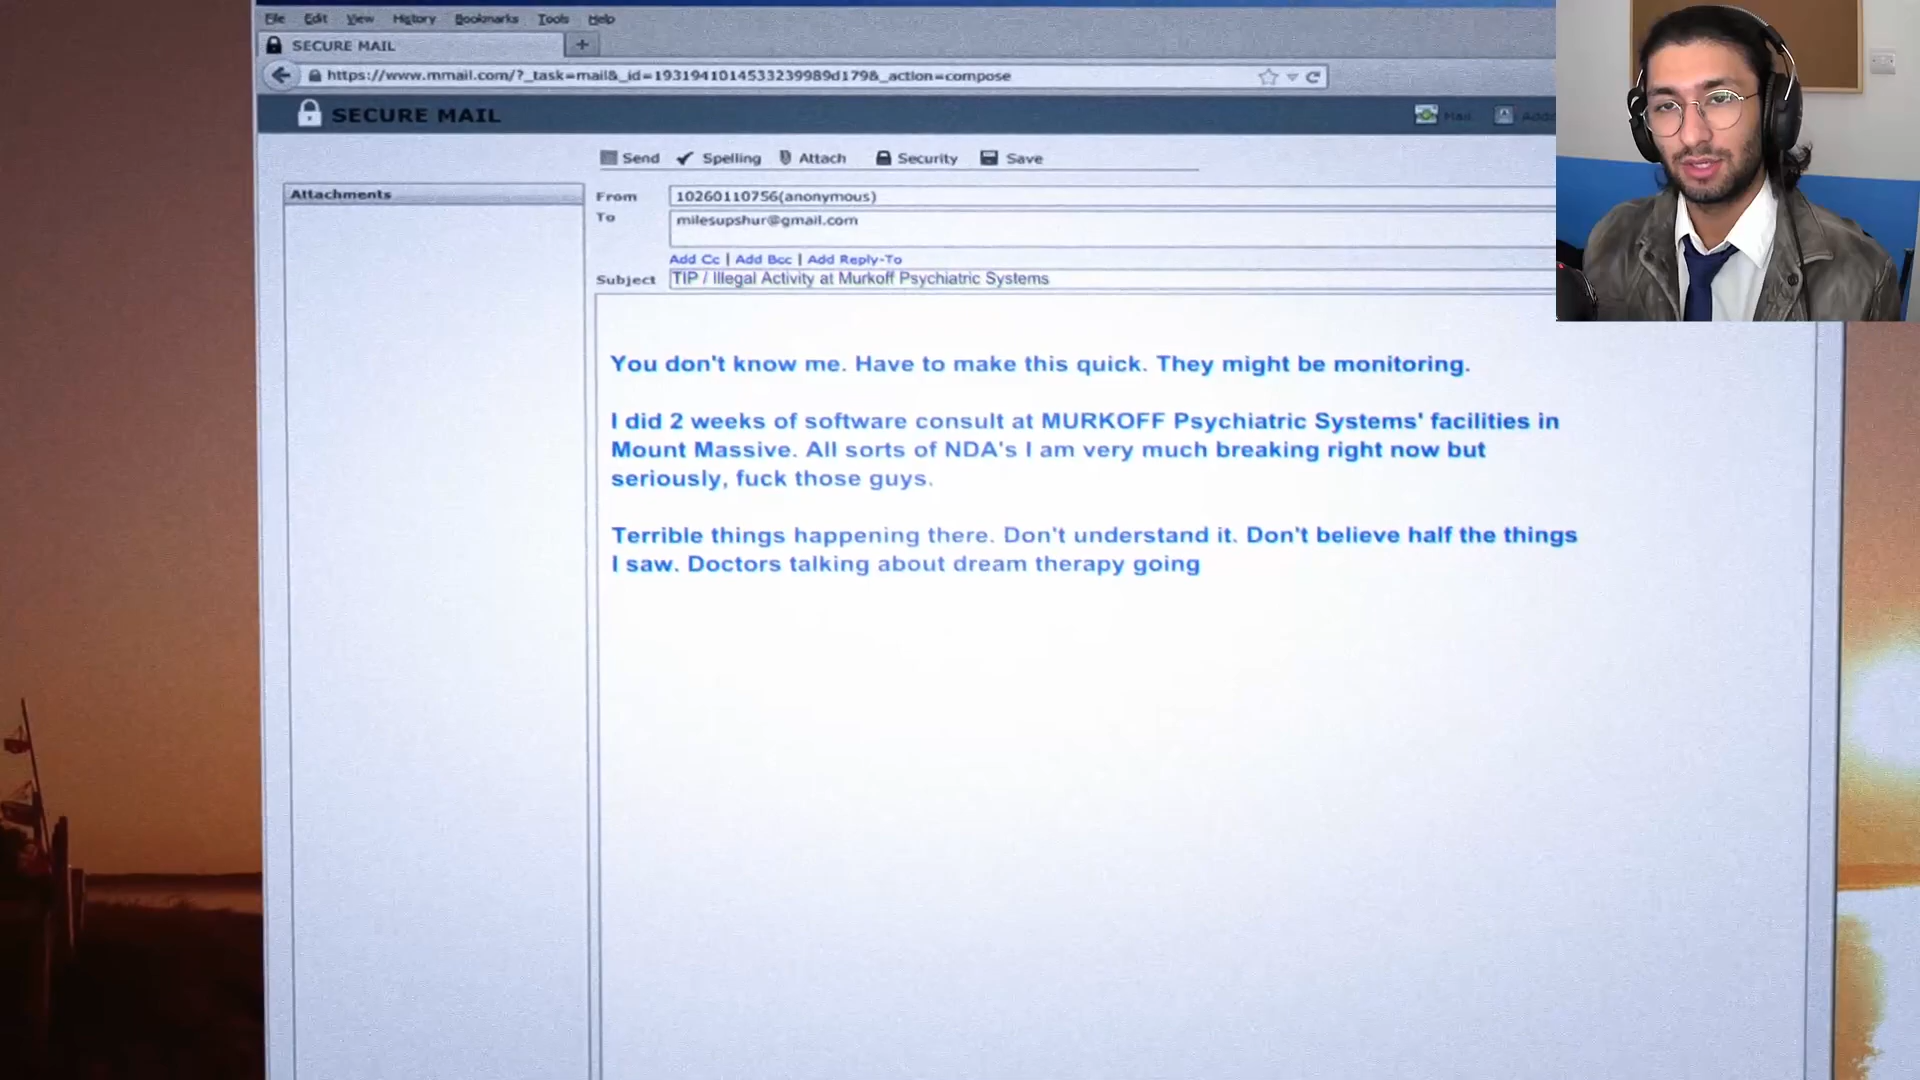 File Edit View History Bookmarks Tools Help
SECURE MAIL +
https://www.mmail.com/?_task=mail&_id=1931941014533239989d179&_action=compose
SECURE MAIL Mail
Send Spelling Attach Security Save
Attachments
From 10260110756(anonymous)
To milesupshur@gmail.com
Add Cc | Add Bcc | Add Reply-To
Subject TIP / Illegal Activity at Murkoff Psychiatric Systems
You don't know me. Have to make this quick. They might be monitoring.
I did 2 weeks of software consult at MURKOFF Psychiatric Systems' facilities in
Mount Massive. All sorts of NDA's I am very much breaking right now but
seriously, fuck those guys.
Terrible things happening there. Don't understand it. Don't believe half the things
I saw. Doctors talking about dream therapy going